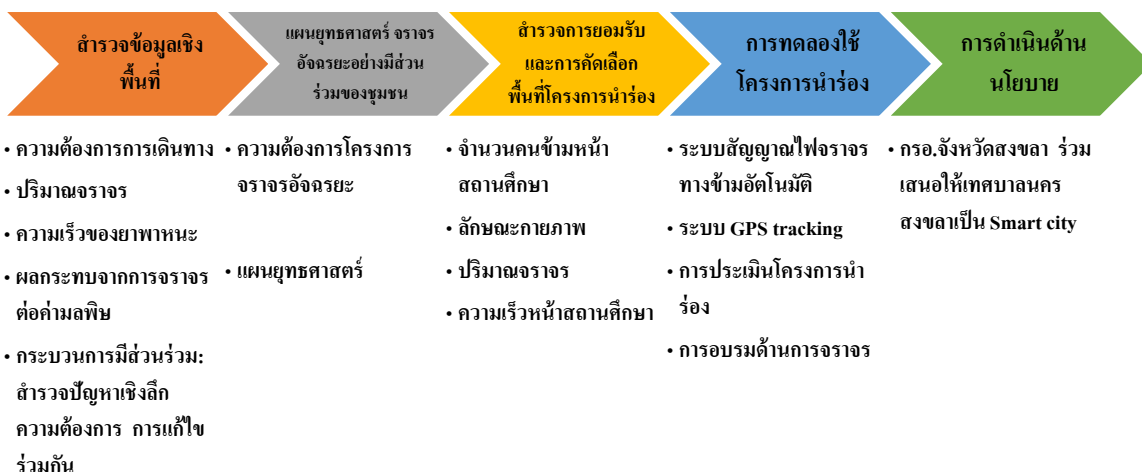 สำรวจข้อมูลเชิง
พื้นที่
แผนยุทธศาสตร์ จราจร
อัจฉรยะอย่างมีส่วน
ร่วมของชุมชน
สำรวจการยอมรับ
และการคัดเลือก
พื้นที่โครงการนำร่อง
การทดลองใช้
โครงการนำร่อง
การดำเนินด้าน
นโยบาย
• ความต้องการการเดินทาง
• ปริมาณจราจร
• ความเร็วของยาพาหนะ
• ผลกระทบจากการจราจร
ต่อค่ามลพิษ
• กระบวนการมีส่วนร่วม:
สำรวจปัญหาเชิงลึก
ความต้องการ การแก้ไข
ร่วมกัน
• ความต้องการโครงการ
จราจรอัจฉริยะ
• แผนยุทธศาสตร์
• จำนวนคนข้ามหน้า
สถานศึกษา
• ลักษณะกายภาพ
• ปริมาณจราจร
• ความเร็วหน้าสถานศึกษา
• ระบบสัญญาณไฟจราจร
ทางข้ามอัตโนมัติ
• ระบบ GPS tracking
• การประเมินโครงการนำ
ร่อง
• การอบรมด้านการจราจร
• กรอ.จังหวัดสงขลา ร่วม
เสนอให้เทศบาลนคร
สงขลาเป็น Smart city